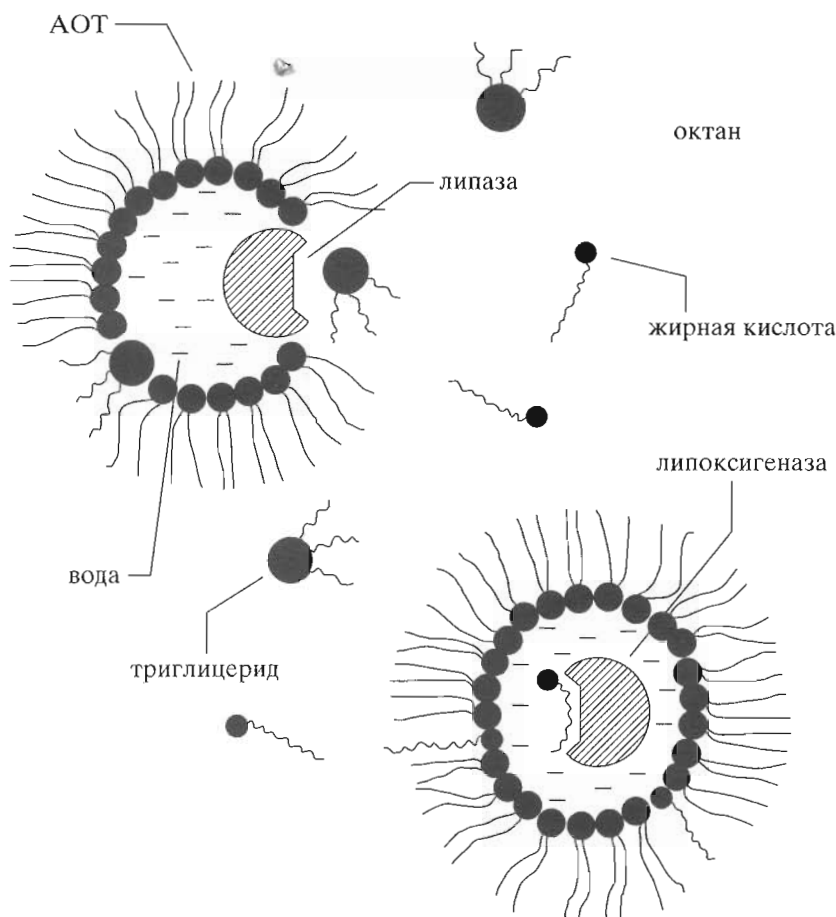 АОТ
октан
липаза
жирная кислота
липоксигеназа
вода
триглицерид